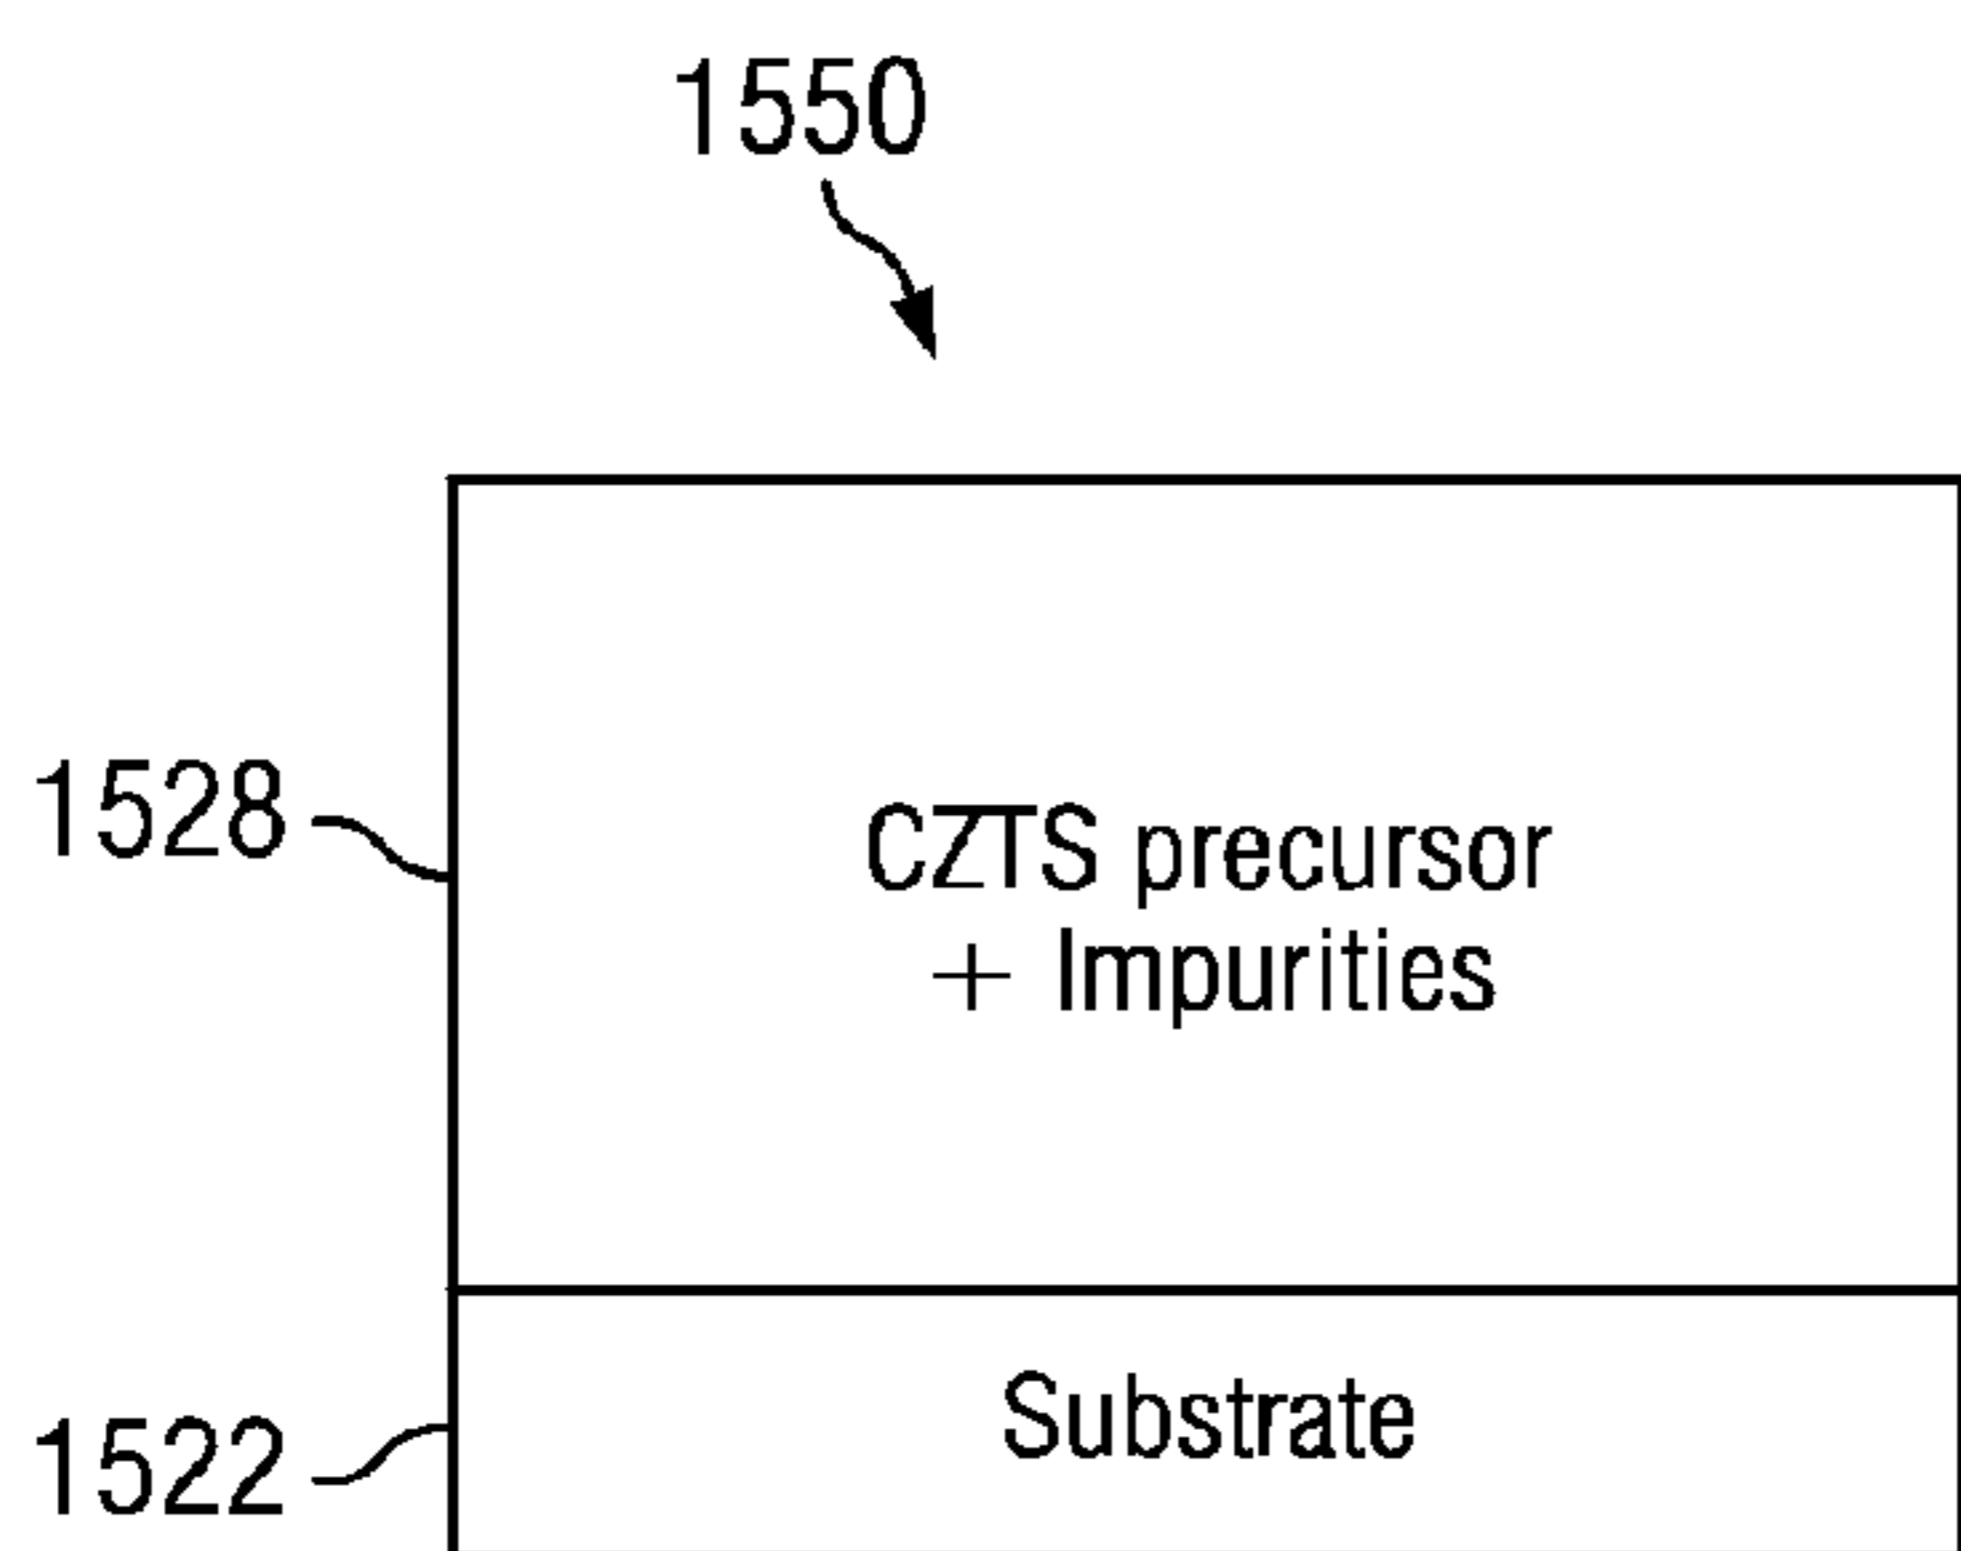 1550
1528
CZTS precursor
+ Impurities
Substrate
1522